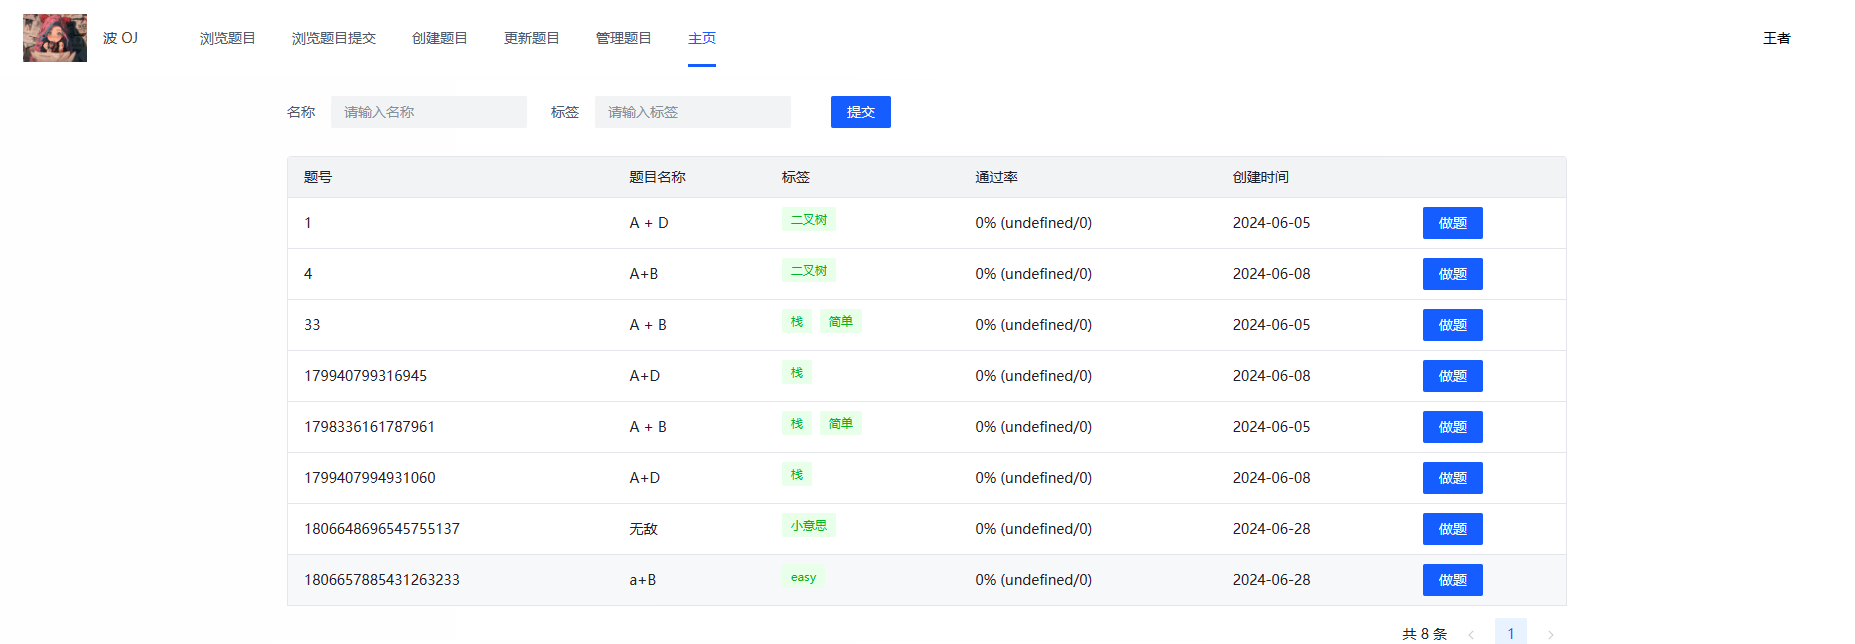 波 OJ 浏览题目 浏览题目提交 创建题目 更新题目 管理题目 主页 王者
名称 请输入名称 标签 请输入标签 提交
题号 题目名称 标签 通过率 创建时间
1 A + D 二叉树 0% (undefined/0) 2024-06-05 做题
4 A+B 二叉树 0% (undefined/0) 2024-06-08 做题
33 A + B 栈 简单 0% (undefined/0) 2024-06-05 做题
179940799316945 A+D 栈 0% (undefined/0) 2024-06-08 做题
1798336161787961 A + B 栈 简单 0% (undefined/0) 2024-06-05 做题
1799407994931060 A+D 栈 0% (undefined/0) 2024-06-08 做题
1806648696545755137 无敌 小意思 0% (undefined/0) 2024-06-28 做题
1806657885431263233 a+B easy 0% (undefined/0) 2024-06-28 做题
共 8 条 < 1 >